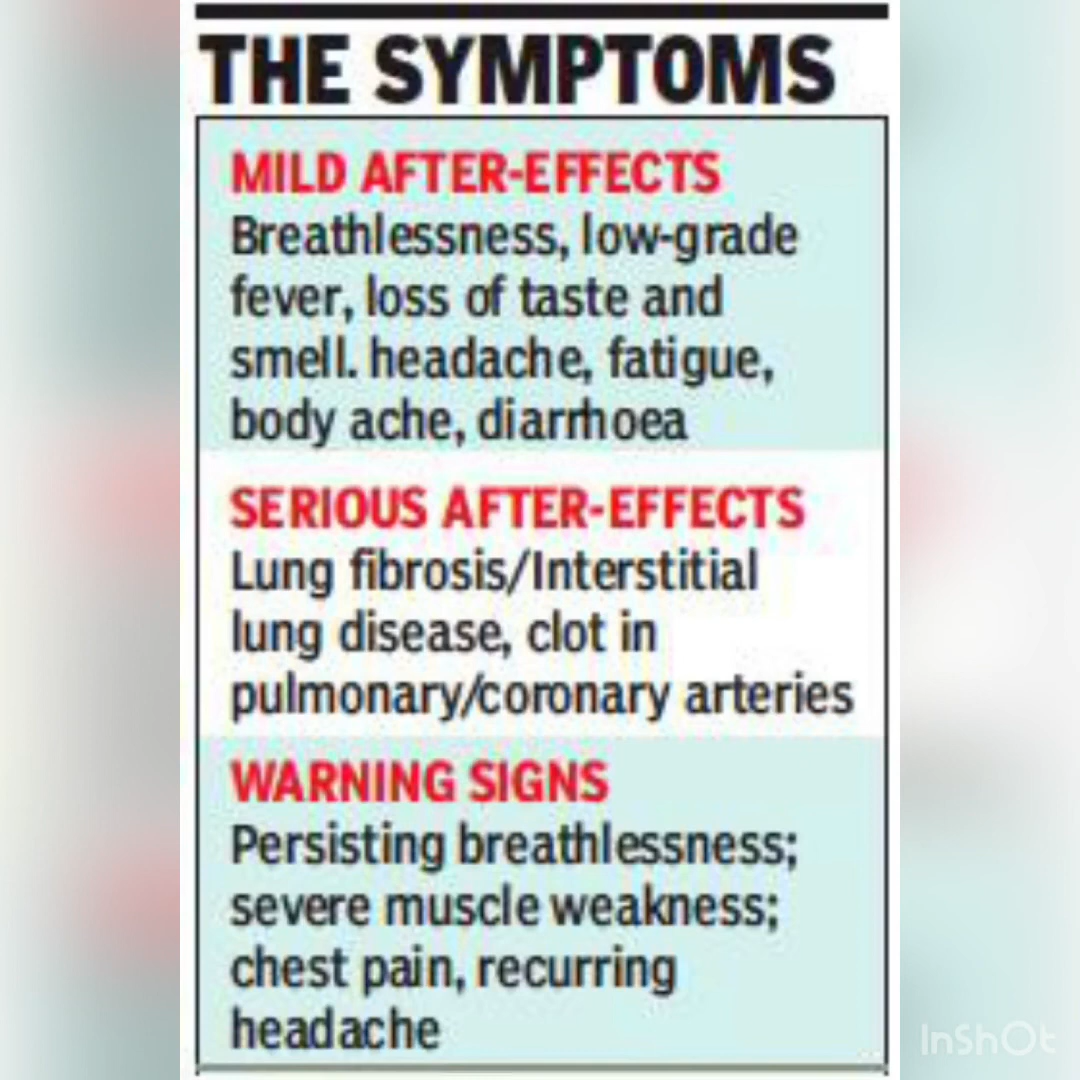 THE SYMPTOMS
MILD AFTER-EFFECTS
Breathlessness, low-grade
fever, loss of taste and
smell. headache, fatigue,
body ache, diarrhoea
SERIOUS AFTER-EFFECTS
Lung fibrosis/Interstitial
lung disease, clot in
pulmonary/coronary arteries
WARNING SIGNS
Persisting breathlessness;
severe muscle weakness;
chest pain, recurring
headache
InShOt